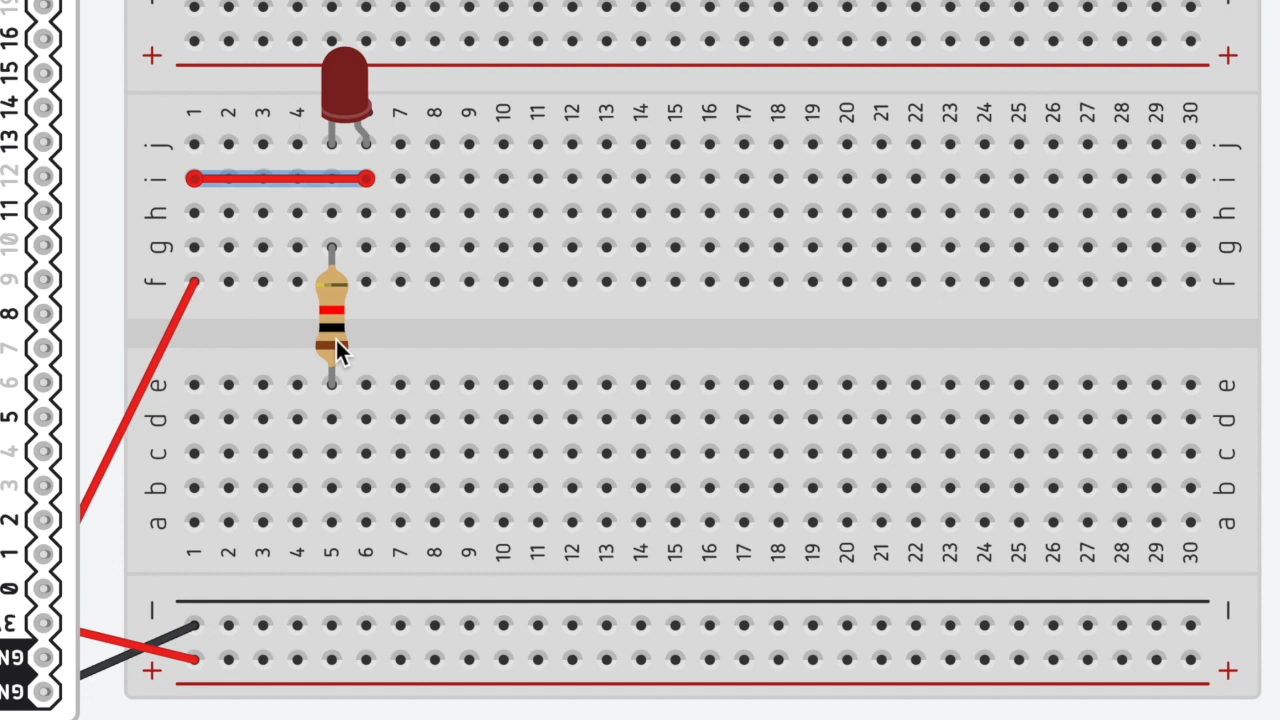 + +
1 2 3 4 7 8 9 10 11 12 13 14 15 16 17 18 19 20 21 22 23 24 25 26 27 28 29 30
j j
i i
h h
g g
f f
e e
d d
c c
b b
a a
1 2 3 4 5 6 7 8 9 10 11 12 13 14 15 16 17 18 19 20 21 22 23 24 25 26 27 28 29 30
− −
+ +
16
15
14
13
12
11
10
9
8
7
6
5
4
3
2
1
0